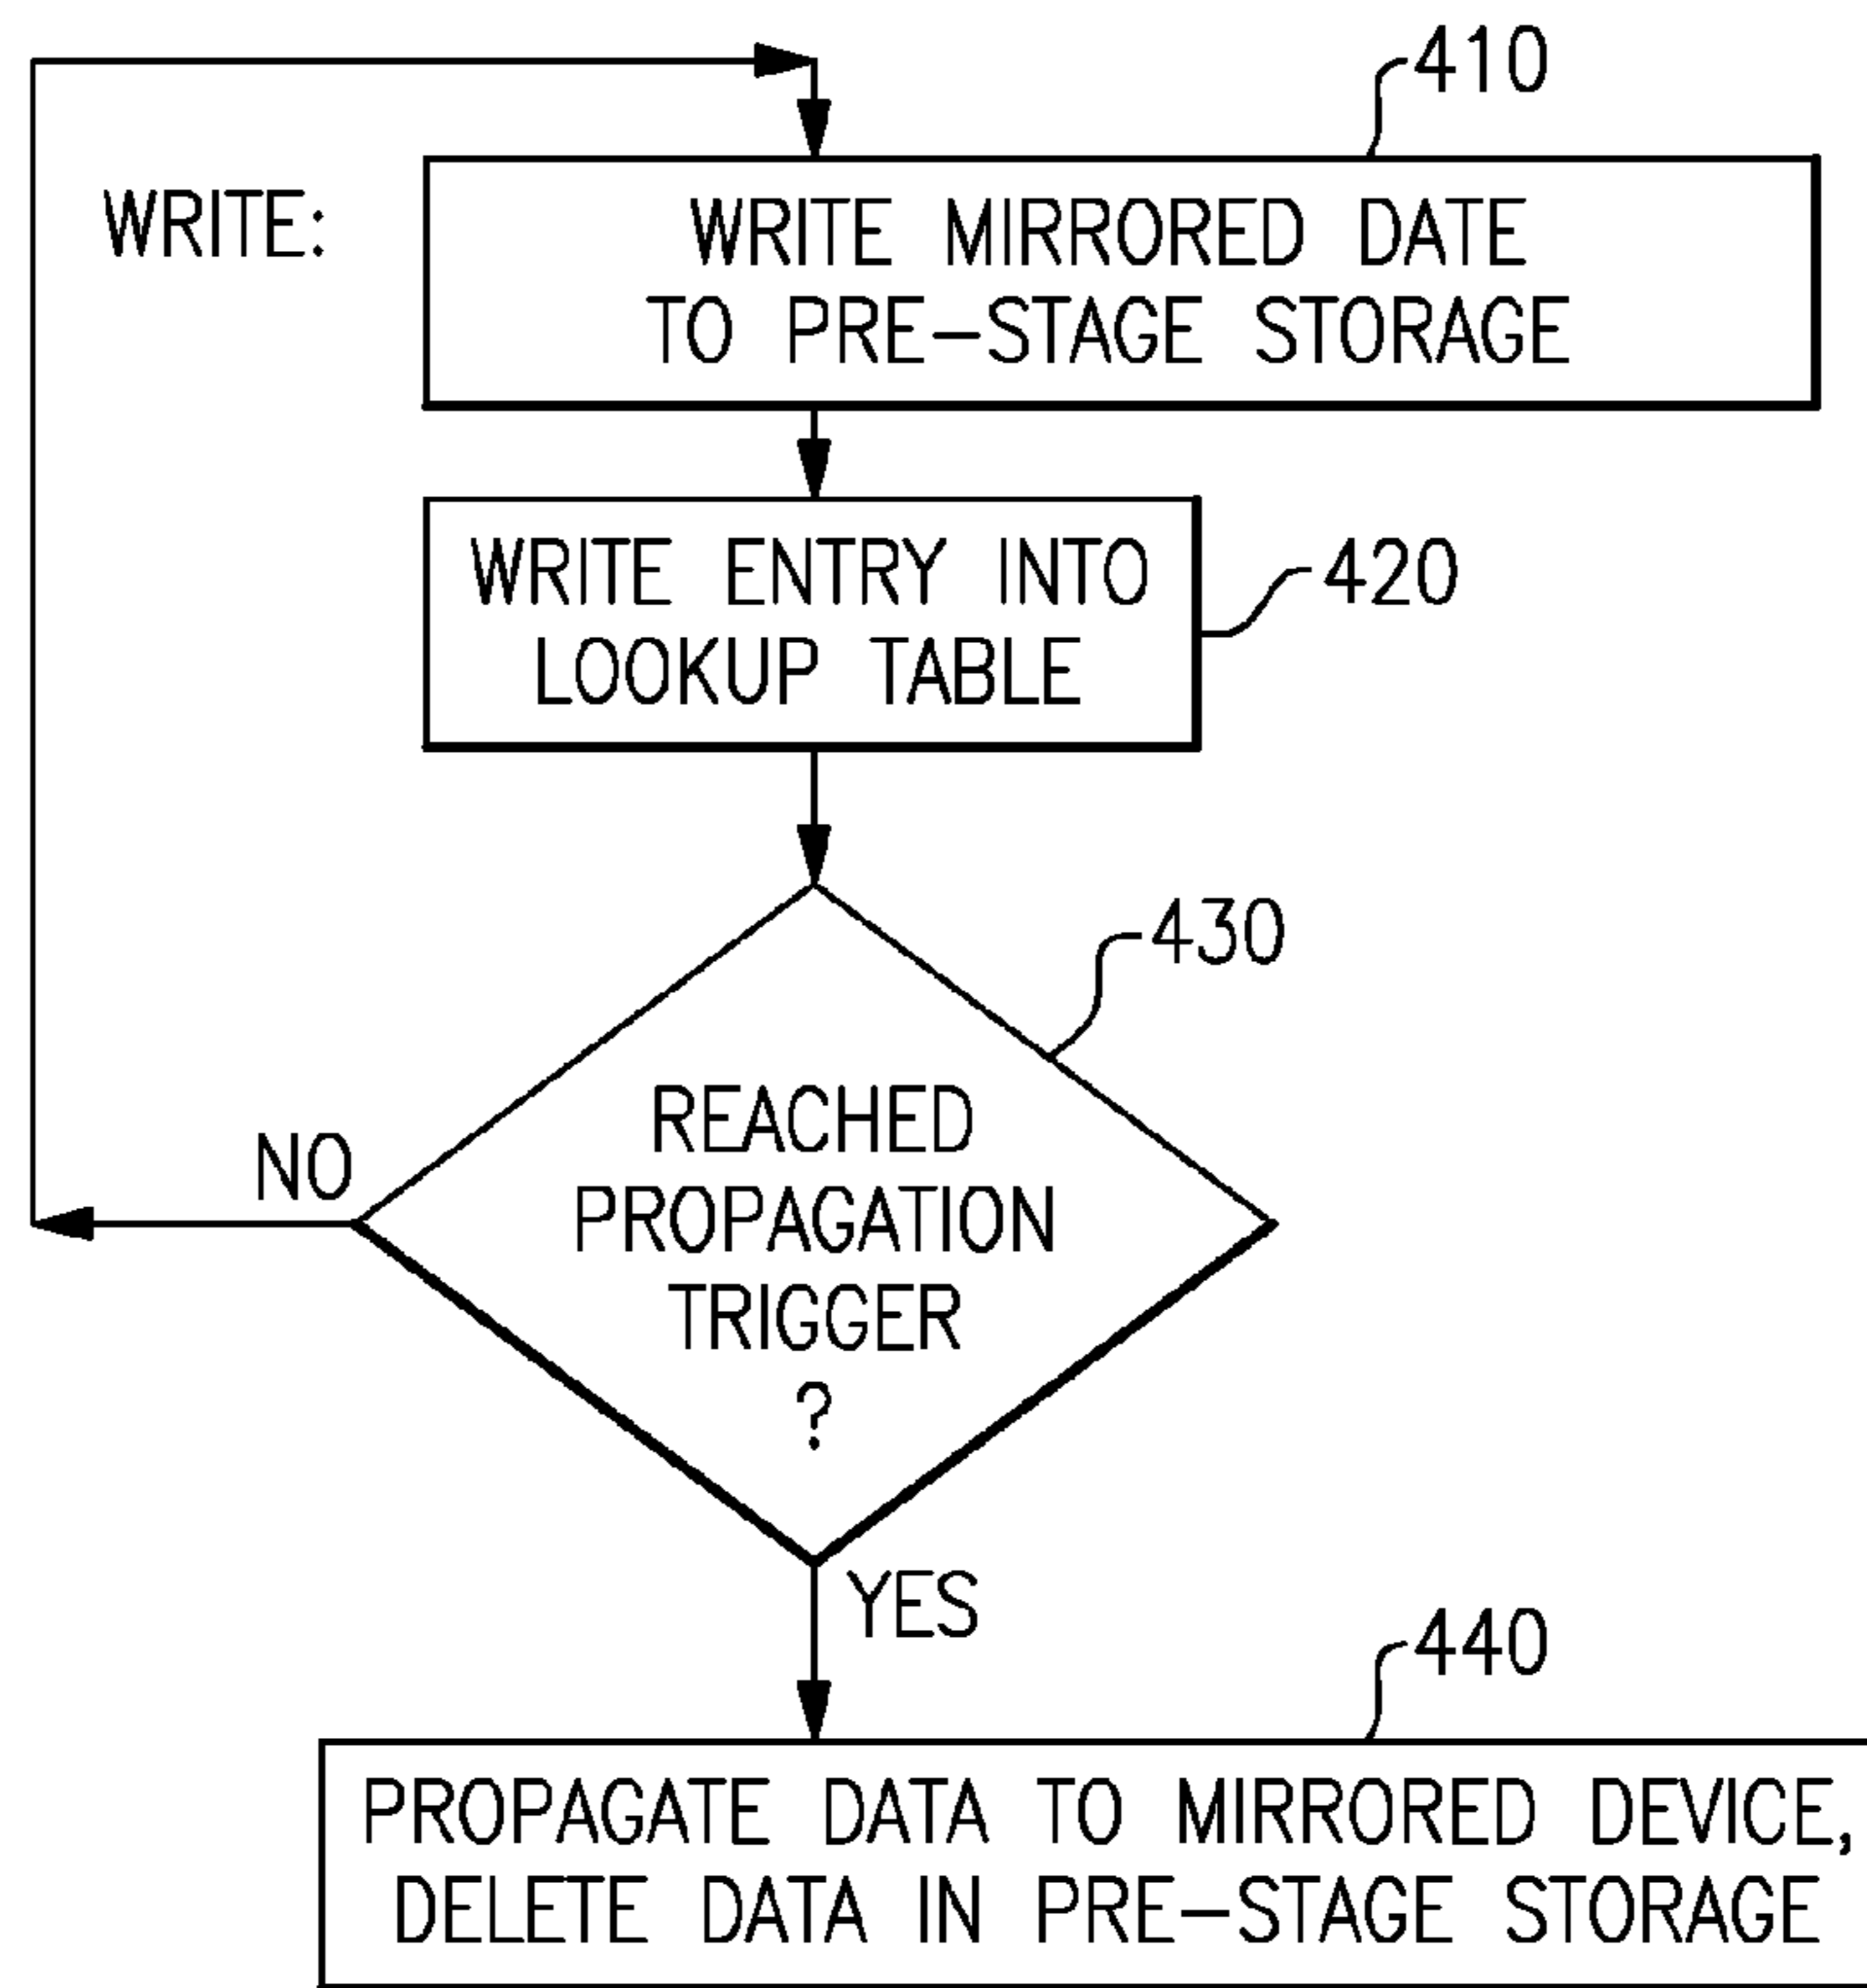 410
WRITE:
WRITE MIRRORED DATE
TO PRE-STAGE STORAGE
WRITE ENTRY INTO
LOOKUP TABLE
420
430
REACHED
PROPAGATION
TRIGGER
?
NO
YES
440
PROPAGATE DATA TO MIRRORED DEVICE,
DELETE DATA IN PRE-STAGE STORAGE